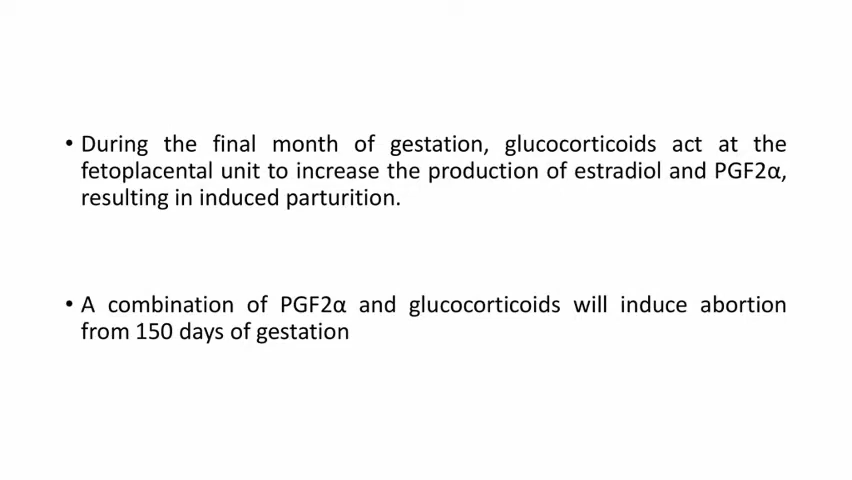 • During the final month of gestation, glucocorticoids act at the
fetoplacental unit to increase the production of estradiol and PGF2α,
resulting in induced parturition.
• A combination of PGF2α and glucocorticoids will induce abortion
from 150 days of gestation